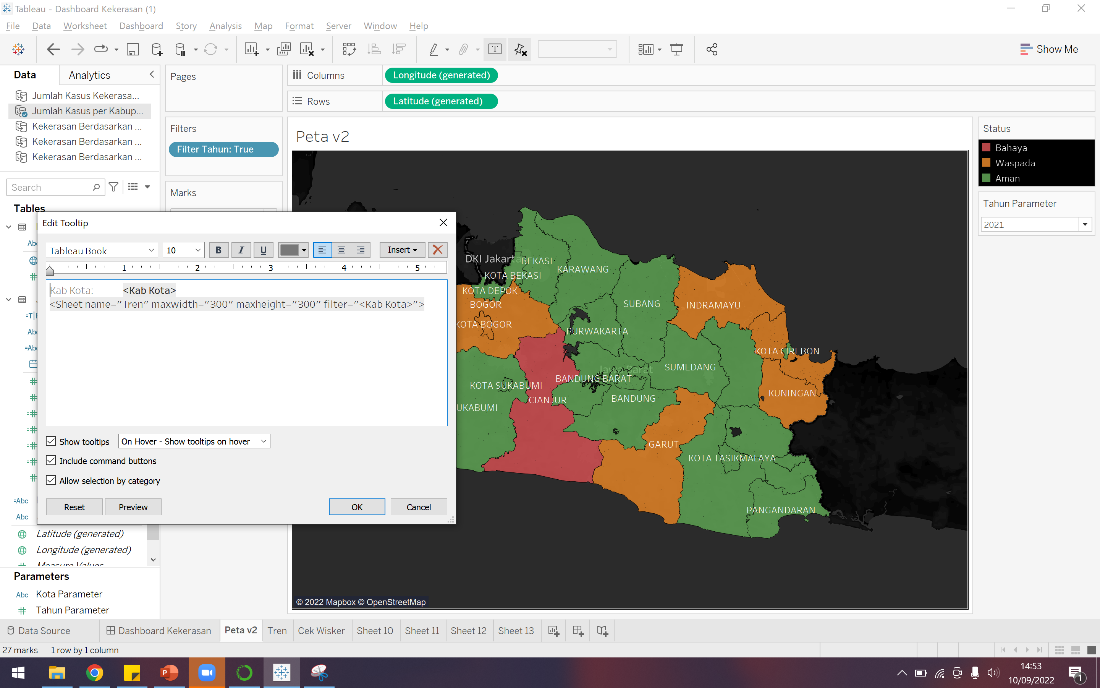 Tableau - Dashboard Kekerasan (1)
File Data Worksheet Dashboard Story Analysis Map Format Server Window Help
Show Me
Data Analytics
Jumlah Kasus Kekerasa...
Jumlah Kasus per Kabup...
Kekerasan Berdasarkan ...
Kekerasan Berdasarkan ...
Kekerasan Berdasarkan ...
Search
Tables
Pages
Filters
Filter Tahun: True
Marks
Columns Longitude (generated)
Rows Latitude (generated)
Peta v2
DKI Jakart
BEKASI
KOTA BEKASI
KARAWANG
KOTA DEPOK
BOGOR
KOTA BOGOR
SUBANG
INDRAMAYU
PURWAKARTA
KOTA CIREBON
SUMEDANG
BANDUNG BARAT
KOTA SUKABUMI
KUNINGAN
CIANJUR
BANDUNG
UKABUMI
GARUT
KOTA TASIKMALAYA
PANGANDARAN
© 2022 Mapbox © OpenStreetMap
Status
Bahaya
Waspada
Aman
Tahun Parameter
2021
Edit Tooltip
Tableau Book 10 B I U Insert
1 2 3 4 5
Kab Kota: <Kab Kota>
<Sheet name="Tren" maxwidth="300" maxheight="300" filter="<Kab Kota>">
Show tooltips On Hover - Show tooltips on hover
Include command buttons
Allow selection by category
Reset Preview OK Cancel
=Abc
Abc
Latitude (generated)
Longitude (generated)
Measure Values
Parameters
Abc Kota Parameter
# Tahun Parameter
Data Source Dashboard Kekerasan Peta v2 Tren Cek Wisker Sheet 10 Sheet 11 Sheet 12 Sheet 13
27 marks 1 row by 1 column
14:53
10/09/2022